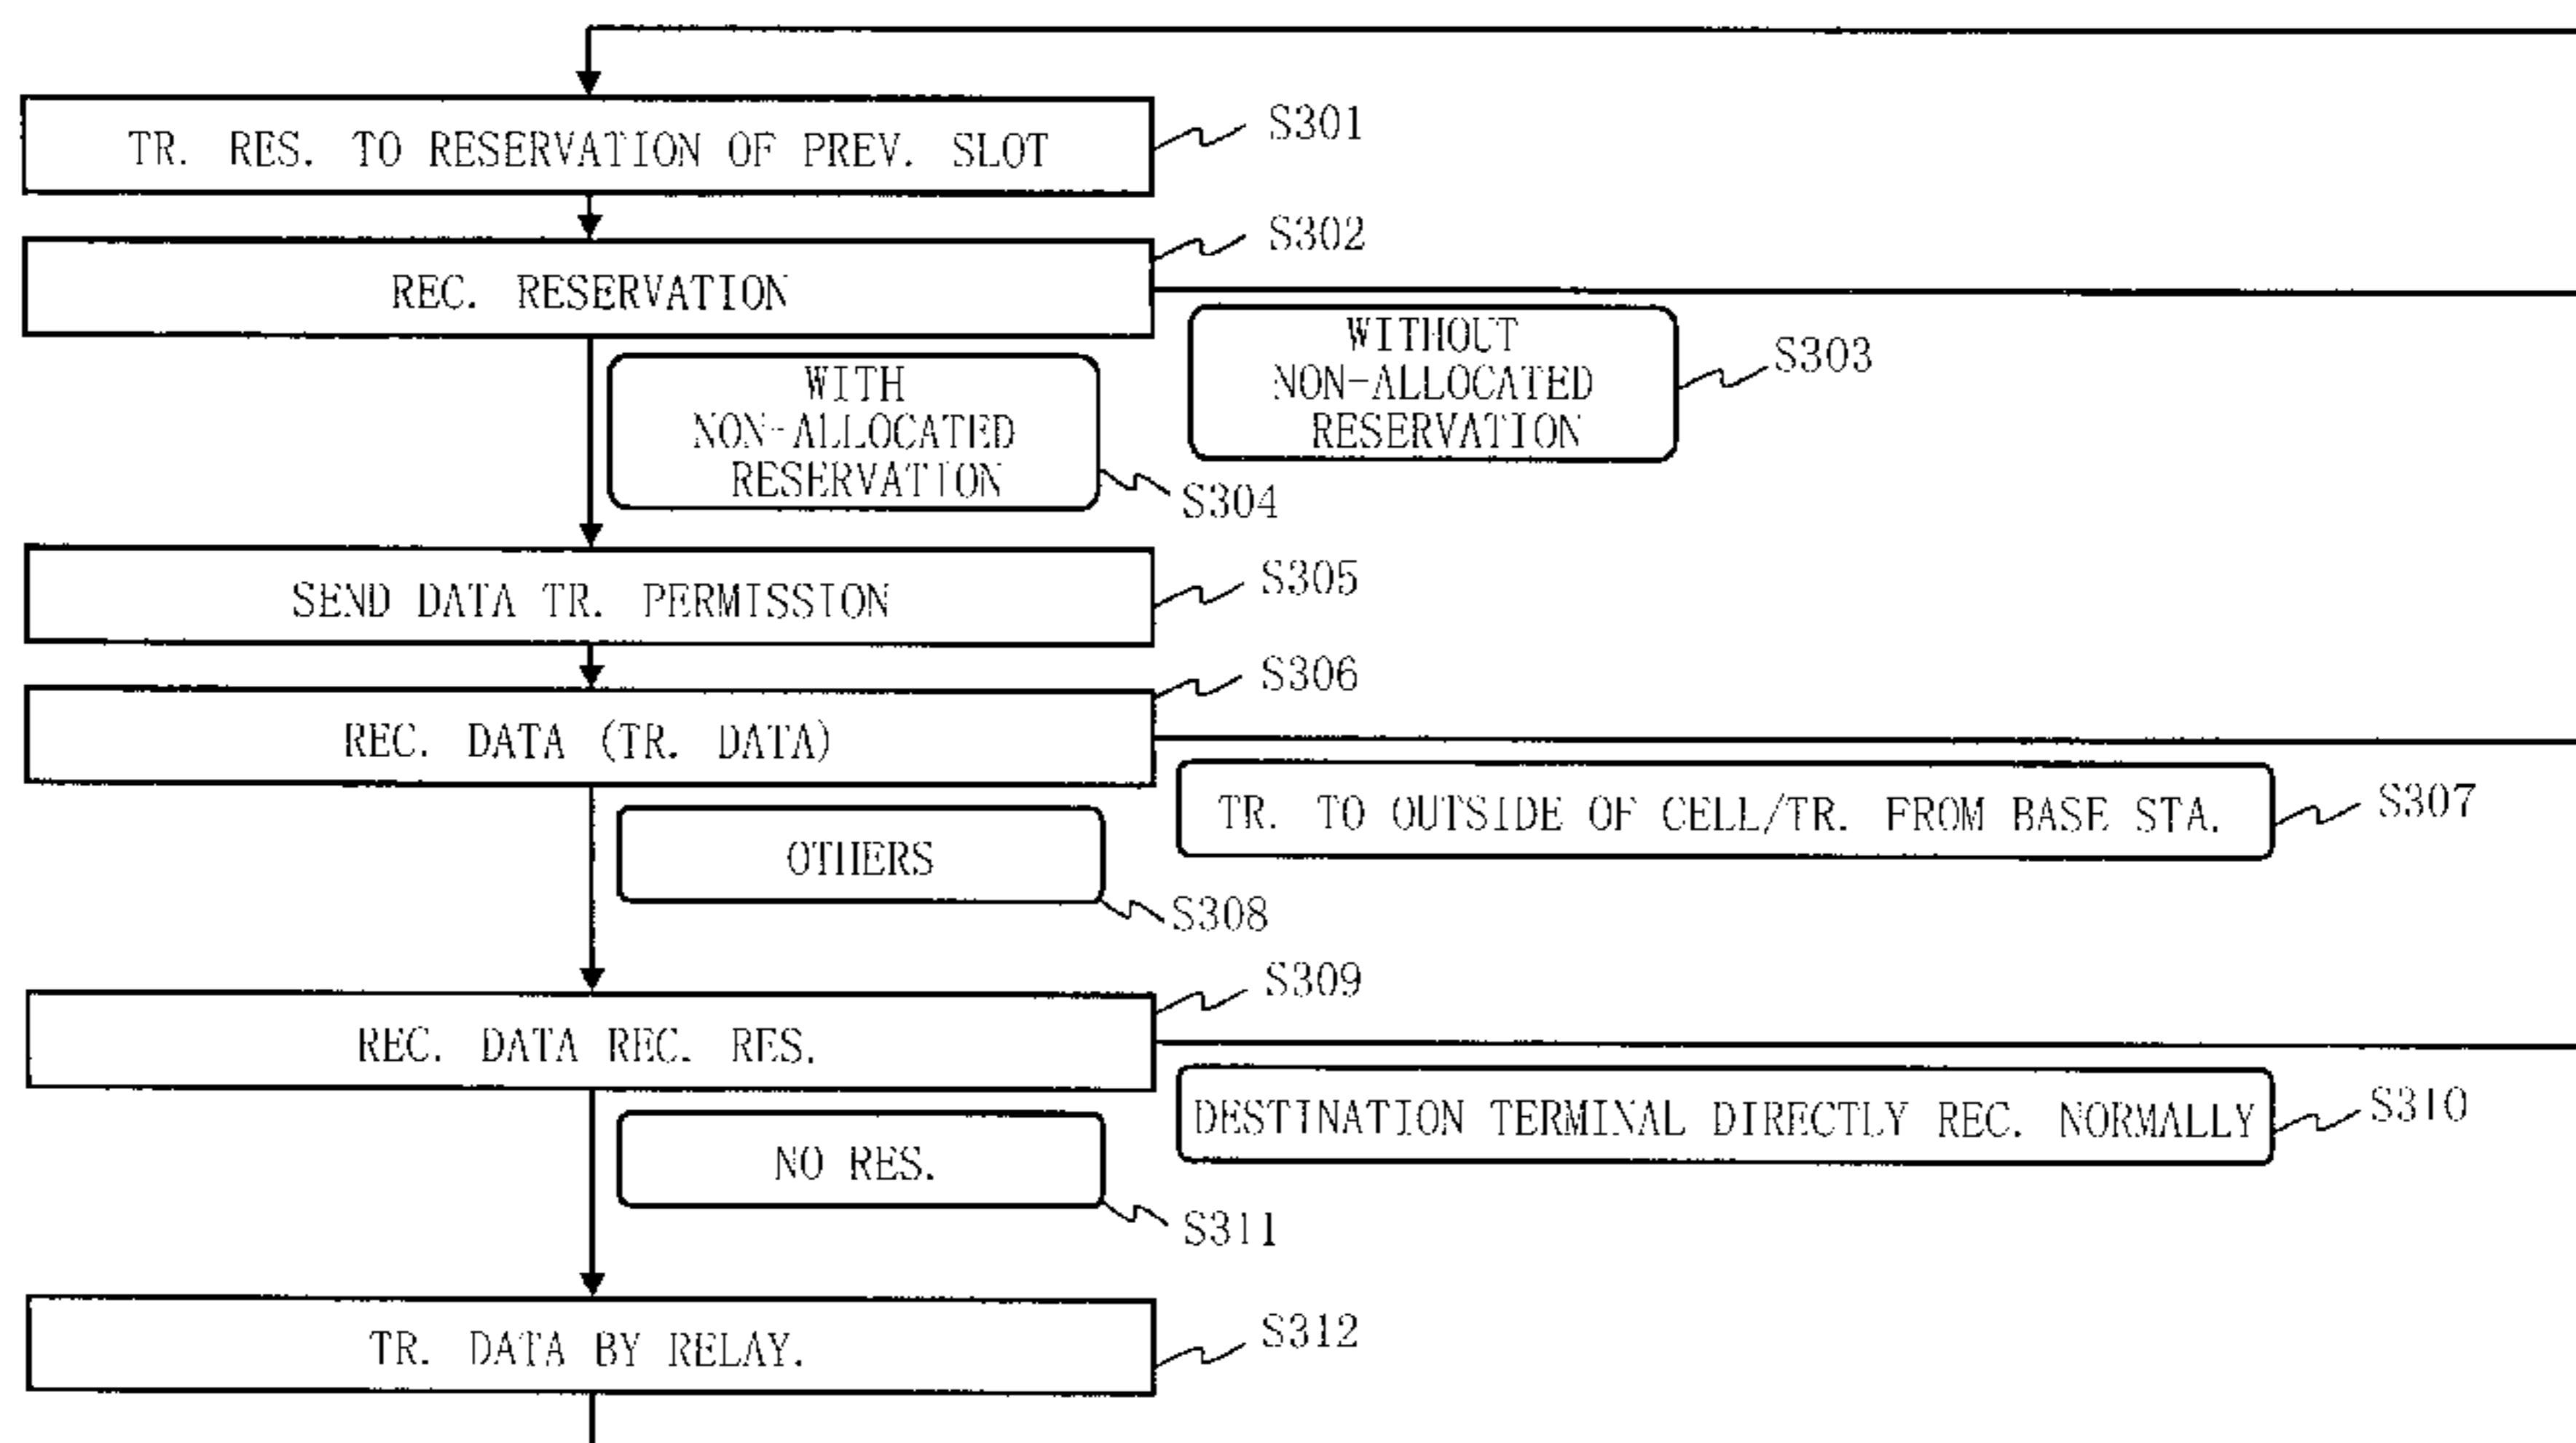 TR. RES. TO RESERVATION OF PREV. SLOT
S301
REC. RESERVATION
S302
WITHOUT
NON-ALLOCATED
RESERVATION
S303
WITH
NON-ALLOCATED
RESERVATION
S304
SEND DATA TR. PERMISSION
S305
REC. DATA (TR. DATA)
S306
TR. TO OUTSIDE OF CELL/TR. FROM BASE STA.
S307
OTHERS
S308
REC. DATA REC. RES.
S309
DESTINATION TERMINAL DIRECTLY REC. NORMALLY
S310
NO RES.
S311
TR. DATA BY RELAY.
S312